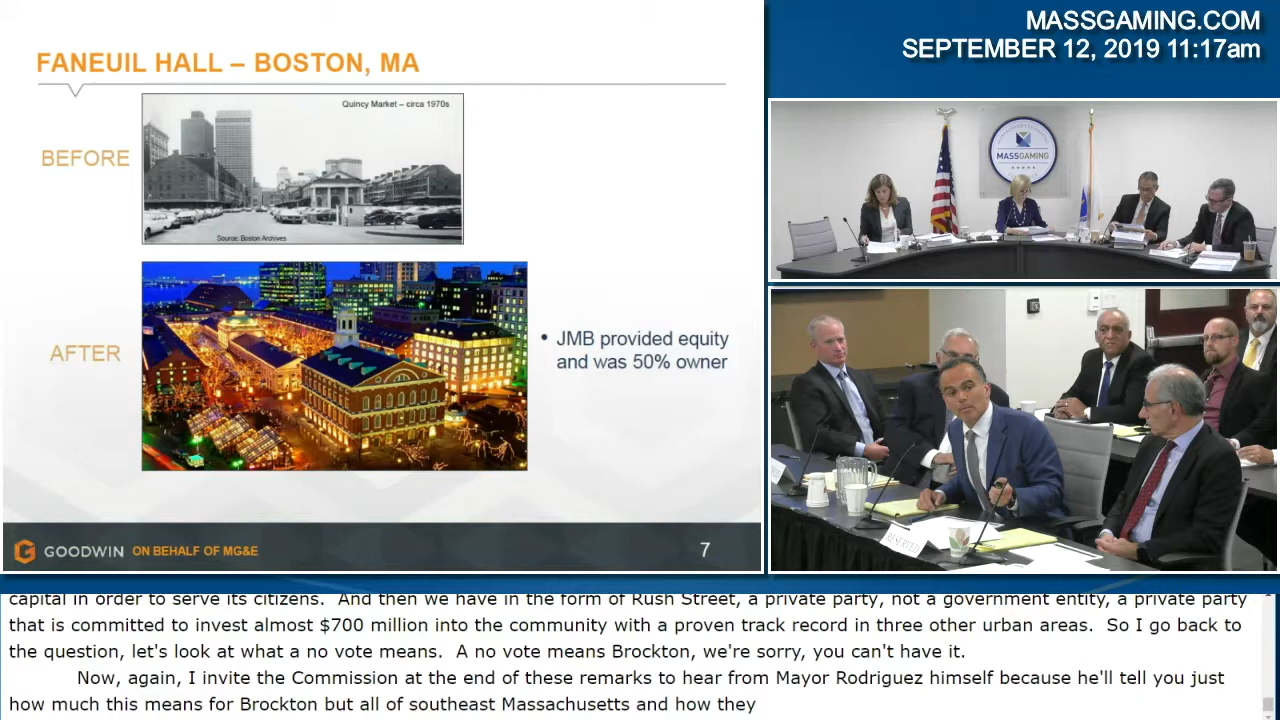 MASSGAMING.COM
SEPTEMBER 12, 2019 11:17am
FANEUIL HALL – BOSTON, MA
Quincy Market – circa 1970s
BEFORE
Source: Boston Archives
AFTER
• JMB provided equity
and was 50% owner
GOODWIN ON BEHALF OF MG&E
7
MASSGAMING
RESERVED
capital in order to serve its citizens. And then we have in the form of Rush Street, a private party, not a government entity, a private party
that is committed to invest almost $700 million into the community with a proven track record in three other urban areas. So I go back to
the question, let's look at what a no vote means. A no vote means Brockton, we're sorry, you can't have it.
Now, again, I invite the Commission at the end of these remarks to hear from Mayor Rodriguez himself because he'll tell you just
how much this means for Brockton but all of southeast Massachusetts and how they